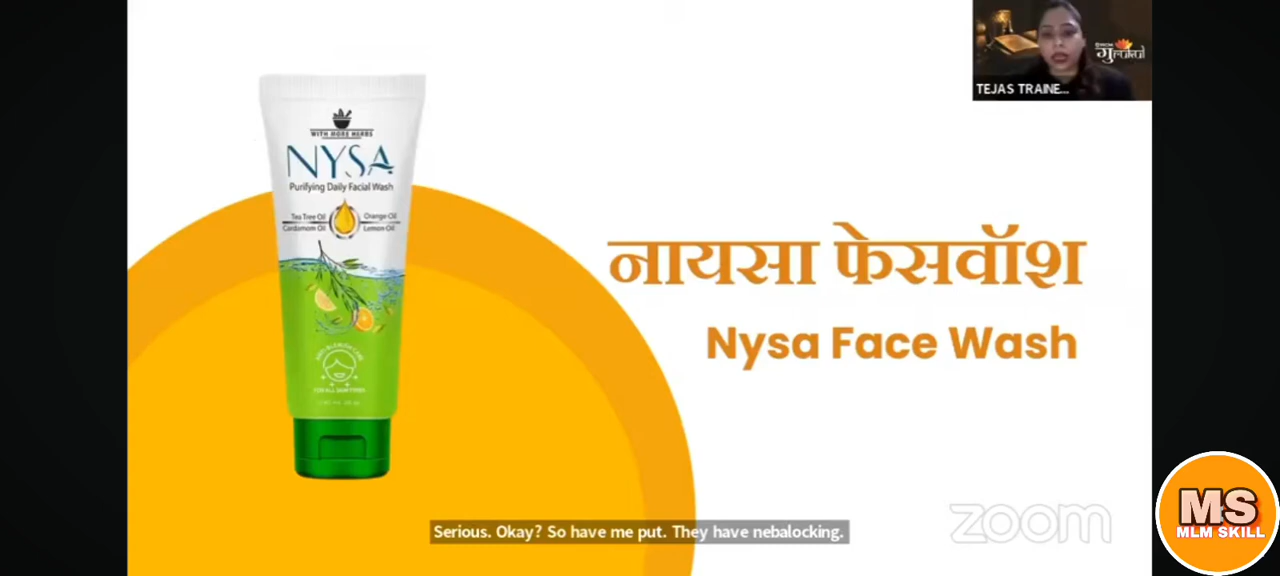 TEJAS TRAINE...
गुruкul
WITH MORE HERBS
NYSA
Purifying Daily Facial Wash
Tea Tree Oil
Orange Oil
Cardamom Oil
Lemon Oil
नायसा फेसवॉश
Nysa Face Wash
Serious. Okay? So have me put. They have nebalocking.
zoom
MS
MLM SKILL